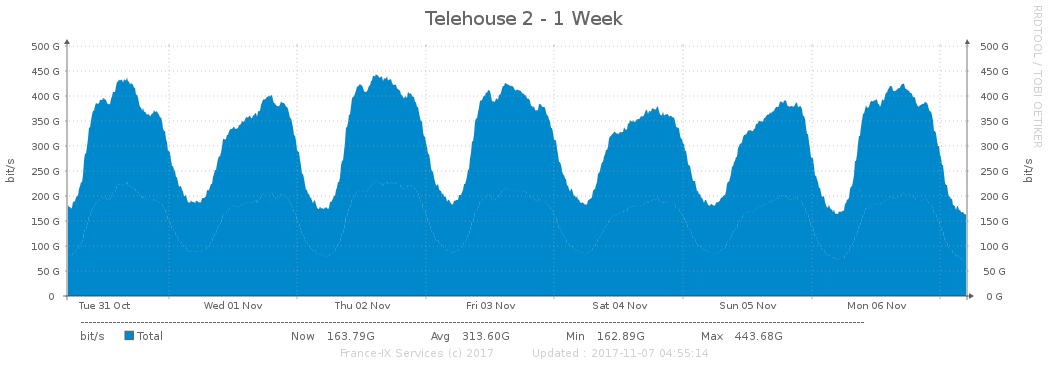 Telehouse 2 - 1 Week
RRDTOOL / TOBI OETIKER
500 G 500 G
450 G 450 G
400 G 400 G
350 G 350 G
300 G 300 G
250 G 250 G
200 G 200 G
150 G 150 G
100 G 100 G
50 G 50 G
0 0 G
bit/s bit/s
Tue 31 Oct Wed 01 Nov Thu 02 Nov Fri 03 Nov Sat 04 Nov Sun 05 Nov Mon 06 Nov
bit/s Total Now 163.79G Avg 313.60G Min 162.89G Max 443.68G
France-IX Services (c) 2017 Updated : 2017-11-07 04:55:14